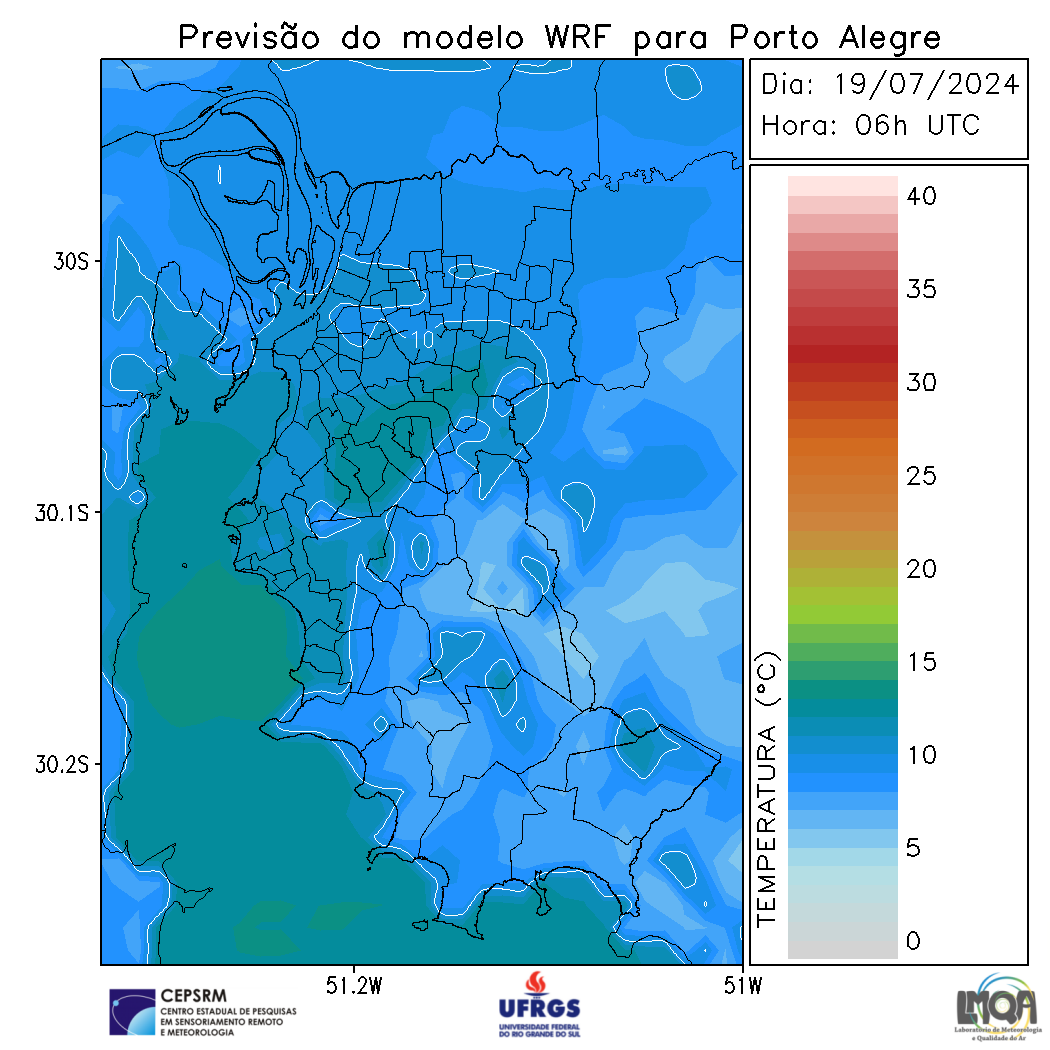 Previsão do modelo WRF para Porto Alegre
Dia: 19/07/2024
Hora: 06h UTC
40
35
30
25
20
15
10
5
0
TEMPERATURA (°C)
30S
30.1S
30.2S
10
51.2W
51W
CEPSRM
CENTRO ESTADUAL DE PESQUISAS
EM SENSORIAMENTO REMOTO
E METEOROLOGIA
UFRGS
UNIVERSIDADE FEDERAL
DO RIO GRANDE DO SUL
LMQA
Laboratório de Meteorologia
e Qualidade do Ar